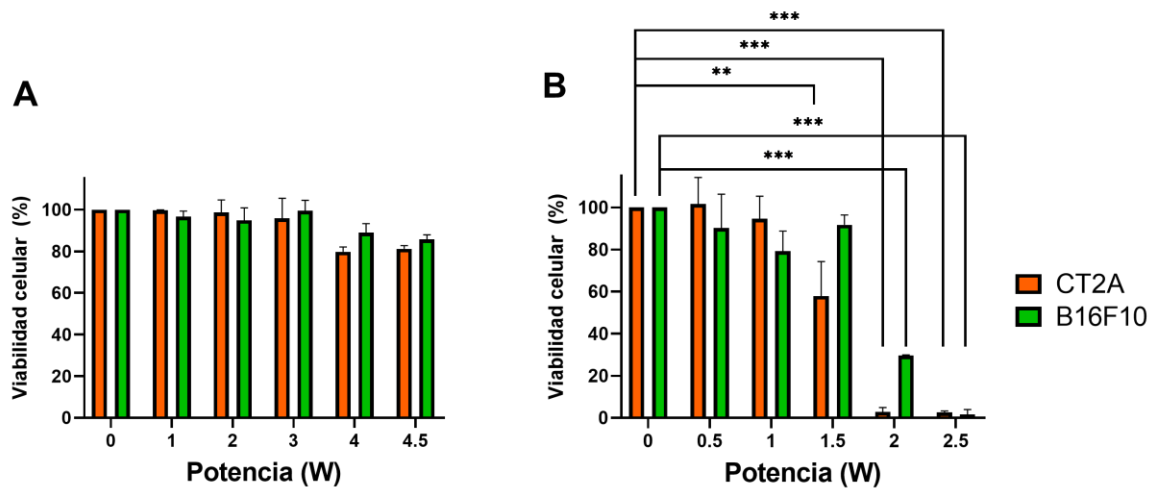 A
Viabilidad celular (%)
100
80
60
40
20
0
0 1 2 3 4 4.5
Potencia (W)
B
***
***
**
***
***
Viabilidad celular (%)
100
80
60
40
20
0
0 0.5 1 1.5 2 2.5
Potencia (W)
CT2A
B16F10